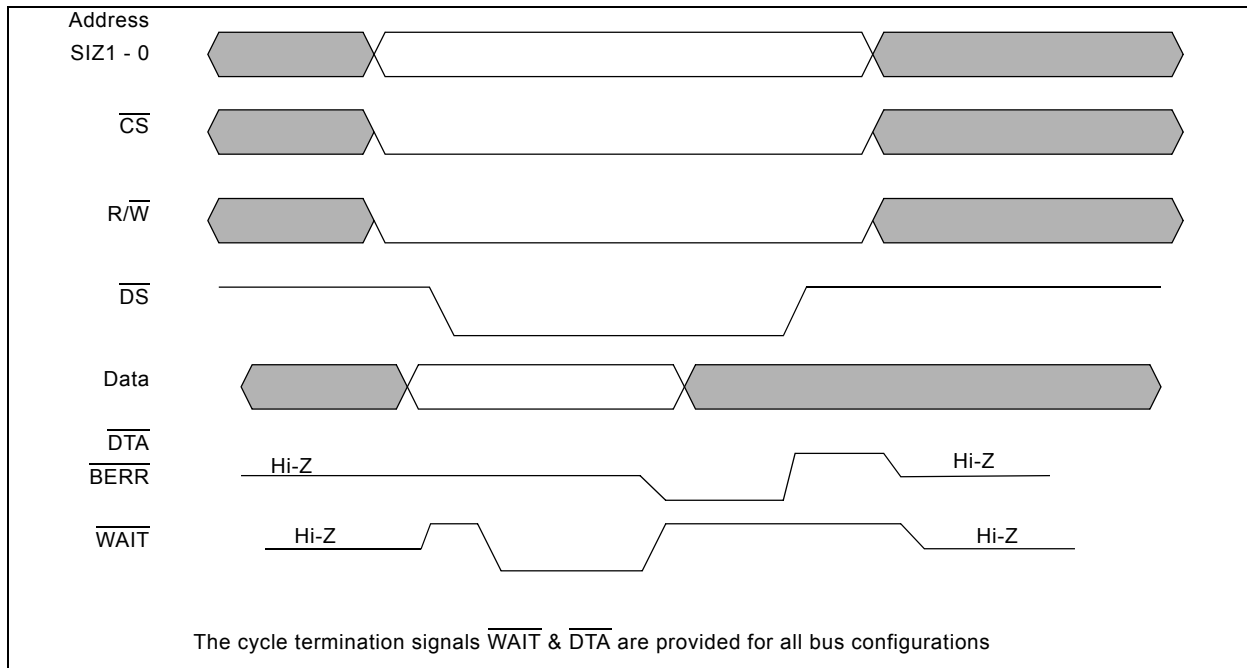 Address
SIZ1 - 0
CS
R/W
DS
Data
DTA
BERR
Hi-Z
Hi-Z
WAIT
Hi-Z
Hi-Z
The cycle termination signals WAIT & DTA are provided for all bus configurations